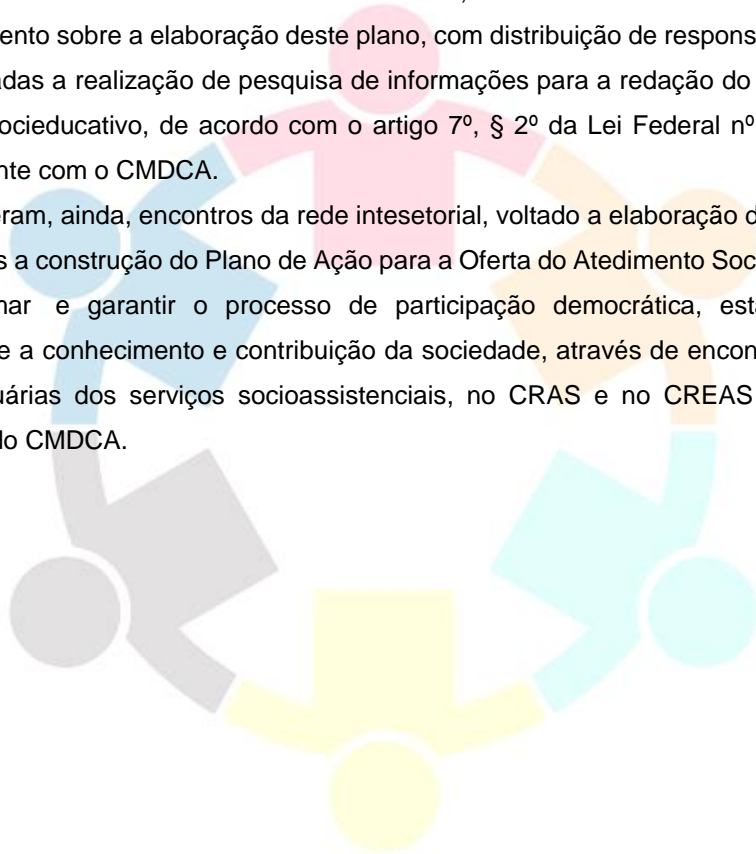 ento sobre a elaboração deste plano, com distribuição de respons
adas a realização de pesquisa de informações para a redação do
ocieducativo, de acordo com o artigo 7º, § 2º da Lei Federal nº
nte com o CMDCA.
eram, ainda, encontros da rede intesetorial, voltado a elaboração d
s a construção do Plano de Ação para a Oferta do Atedimento Soc
nar e garantir o processo de participação democrática, est
e a conhecimento e contribuição da sociedade, através de encon
uárias dos serviços socioassistenciais, no CRAS e no CREAS
do CMDCA.